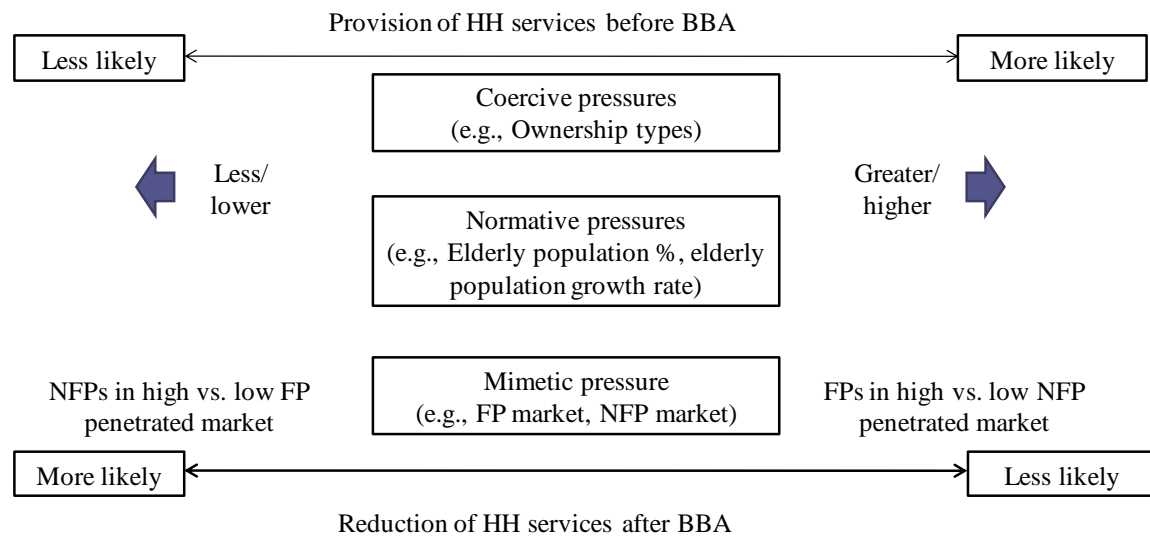 Provision of HH services before BBA
Less likely
More likely
Coercive pressures
(e.g., Ownership types)
Less/
lower
Greater/
higher
Normative pressures
(e.g., Elderly population %, elderly
population growth rate)
NFPs in high vs. low FP
penetrated market
Mimetic pressure
(e.g., FP market, NFP market)
FPs in high vs. low NFP
penetrated market
More likely
Less likely
Reduction of HH services after BBA